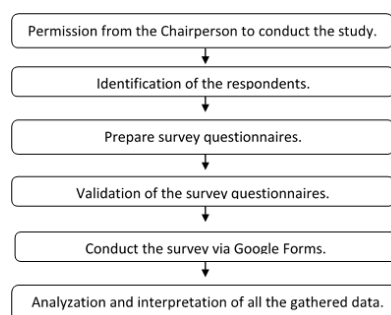 Permission from the Chairperson to conduct the study.
Identification of the respondents.
Prepare survey questionnaires.
Validation of the survey questionnaires.
Conduct the survey via Google Forms.
Analyzation and interpretation of all the gathered data.